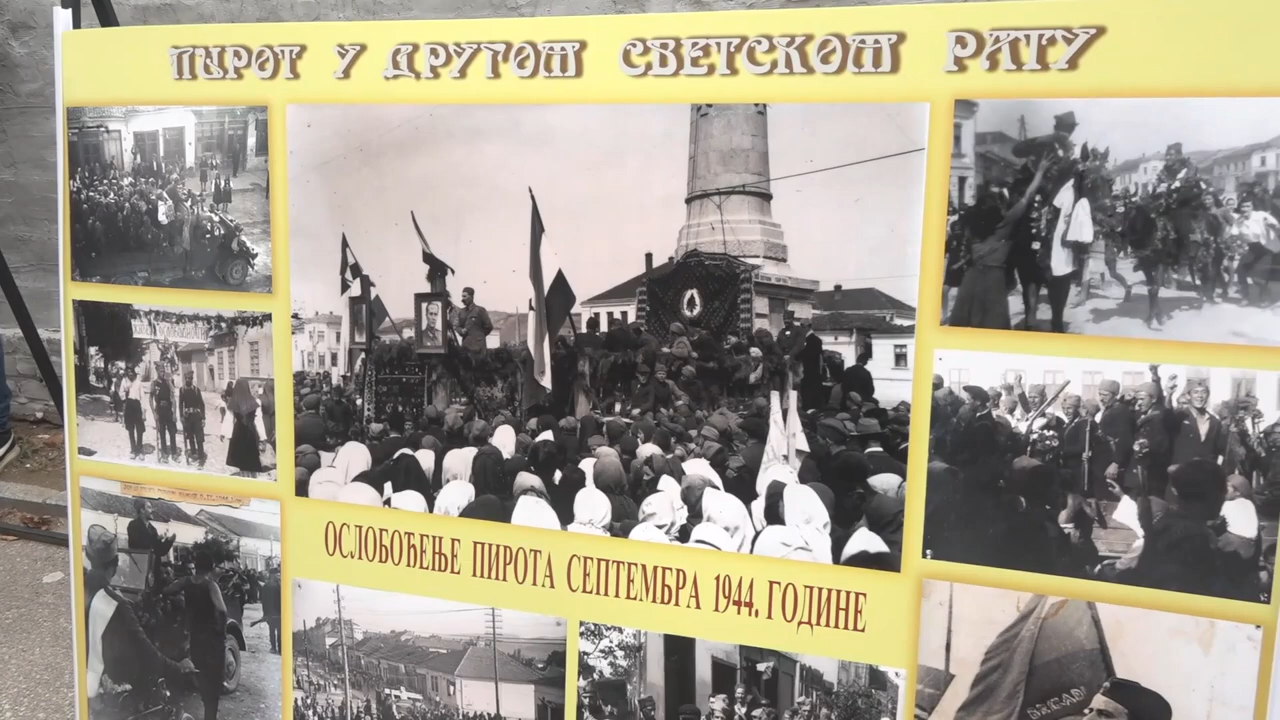 ПИРОТ У ДРУГОМ СВЕТСКОМ РАТУ
ОСЛОБОЂЕЊЕ ПИРОТА СЕПТЕМБРА 1944. ГОДИНЕ